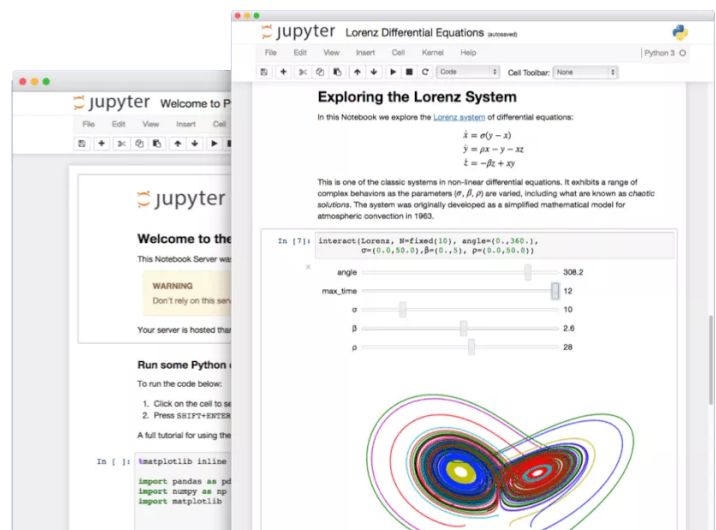 jupyter Welcome to P
File Edit View Insert Cell
jupyter
Welcome to the
This Notebook Server was
WARNING
Don't rely on this serv
Your server is hosted than
Run some Python
To run the code below:
1. Click on the cell to se
2. Press SHIFT+ENTER
A full tutorial for using the
In [ ]: %matplotlib inline
import pandas as pd
import numpy as np
import matplotlib
jupyter Lorenz Differential Equations (autosaved)
File Edit View Insert Cell Kernel Help Python 3
Code Cell Toolbar: None
Exploring the Lorenz System
In this Notebook we explore the Lorenz system of differential equations:
ẋ = σ(y − x)
ẏ = ρx − y − xz
ż = −βz + xy
This is one of the classic systems in non-linear differential equations. It exhibits a range of
complex behaviors as the parameters (σ, β, ρ) are varied, including what are known as chaotic
solutions. The system was originally developed as a simplified mathematical model for
atmospheric convection in 1963.
In [7]: interact(Lorenz, N=fixed(10), angle=(0.,360.),
σ=(0.0,50.0),β=(0.,5), ρ=(0.0,50.0))
angle 308.2
max_time 12
σ 10
β 2.6
ρ 28